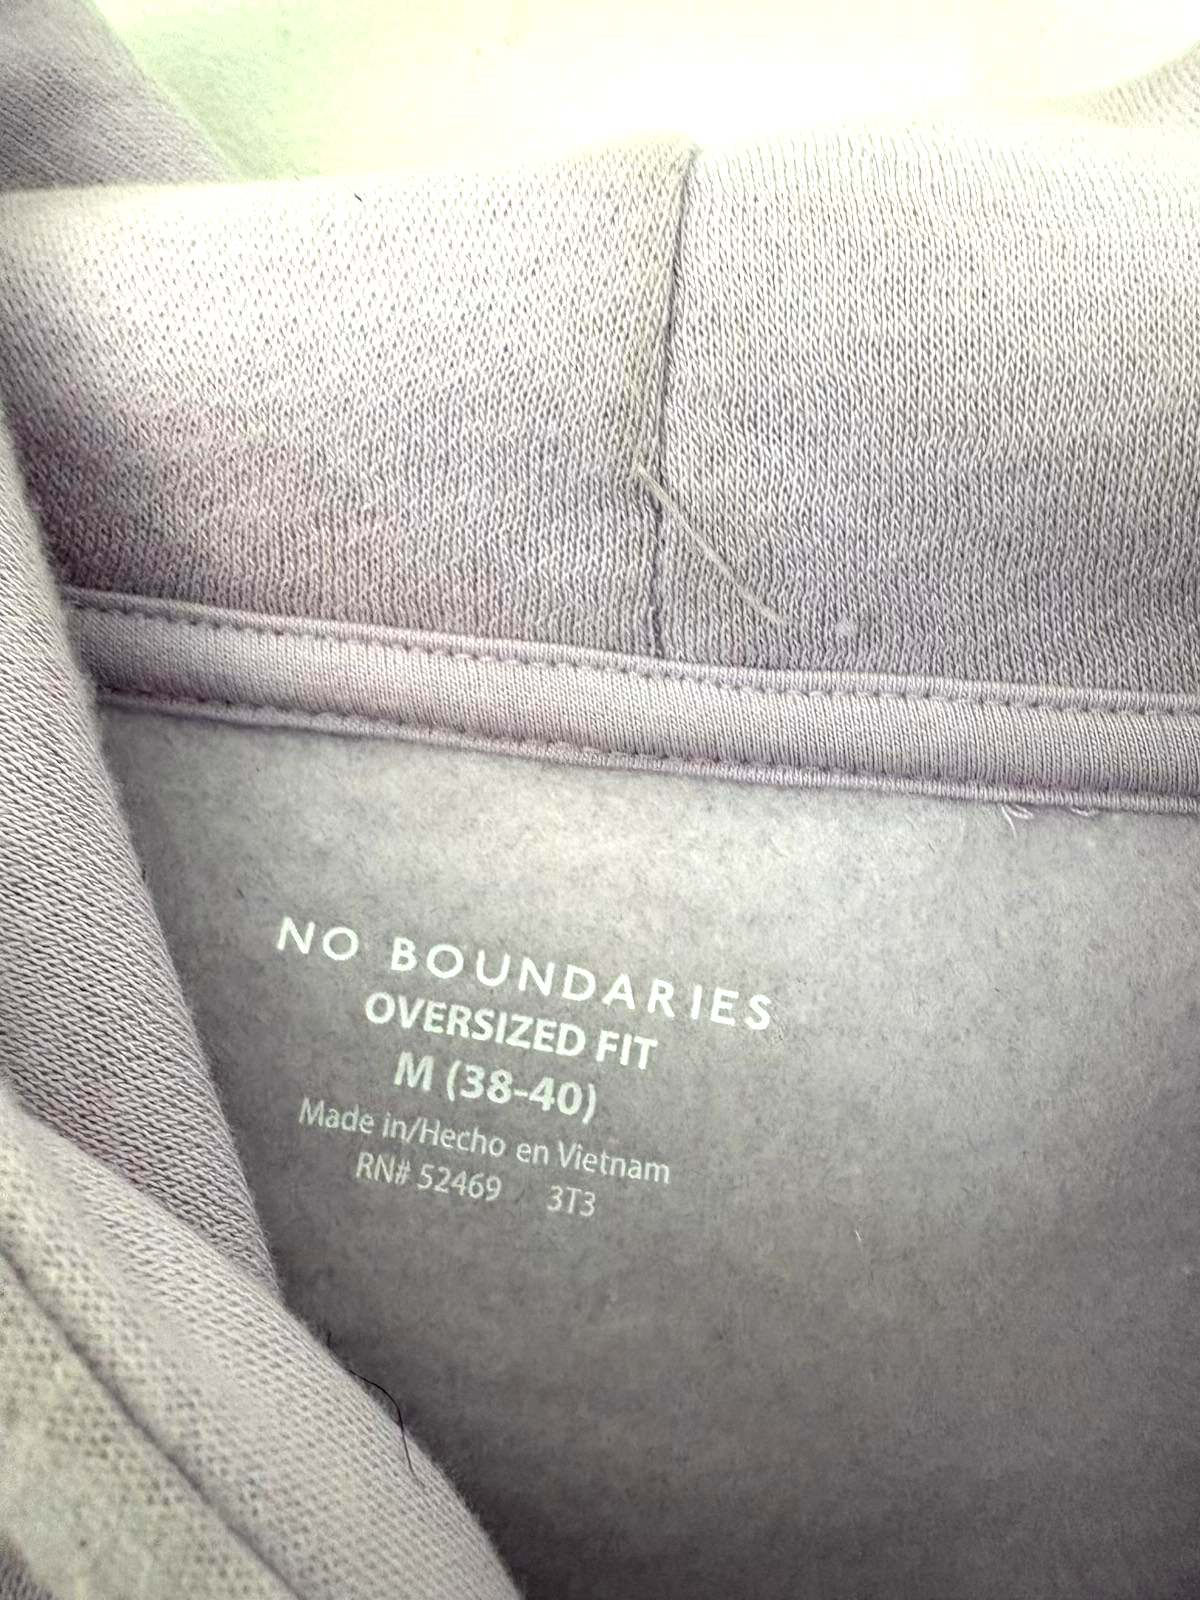 NO BOUNDARIES
OVERSIZED FIT
M (38-40)
Made in/Hecho en Vietnam
RN# 52469 3T3